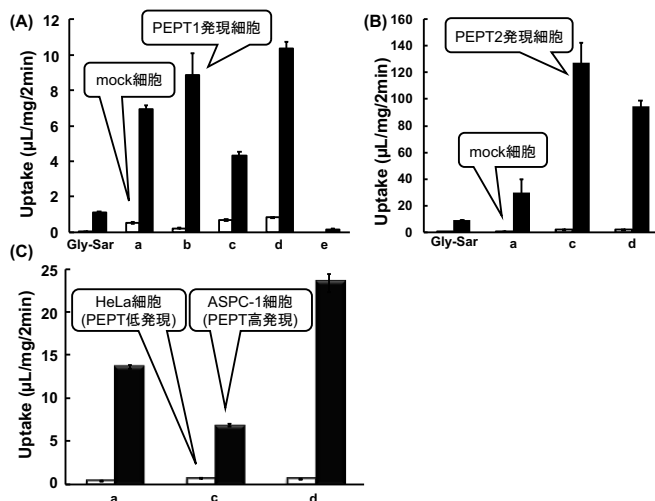 (A)
Uptake (µL/mg/2min)
12
10
8
6
4
2
0
mock細胞
PEPT1発現細胞
Gly-Sar a b c d e
(B)
Uptake (µL/mg/2min)
160
140
120
100
80
60
40
20
0
PEPT2発現細胞
mock細胞
Gly-Sar a c d
(C)
Uptake (µL/mg/2min)
25
20
15
10
5
0
HeLa細胞
(PEPT低発現)
ASPC-1細胞
(PEPT高発現)
a c d